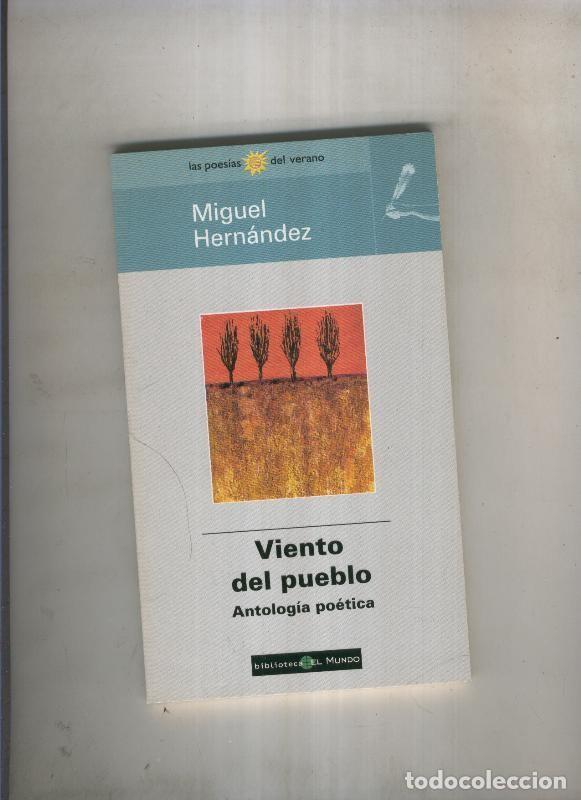 las poesías del verano
Miguel
Hernández
Viento
del pueblo
Antología poética
biblioteca EL MUNDO
todocoleccion